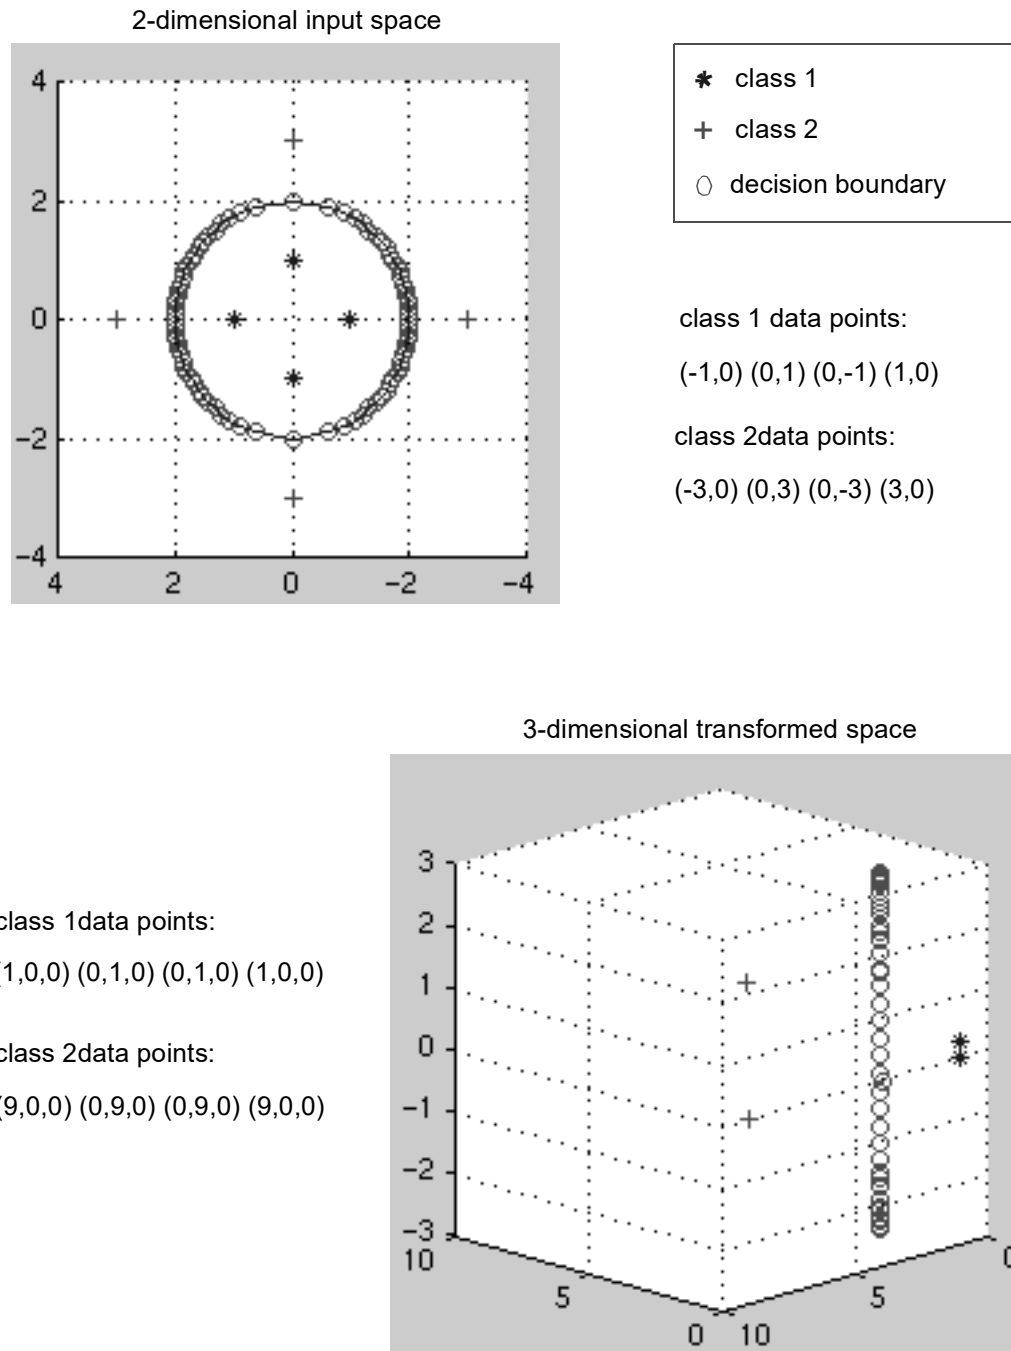 2-dimensional input space
4
2
0
−2
−4
4
2
0
−2
−4
class 1
class 2
decision boundary
class 1 data points:
(-1,0) (0,1) (0,-1) (1,0)
class 2data points:
(-3,0) (0,3) (0,-3) (3,0)
3-dimensional transformed space
3
2
1
0
−1
−2
−3
10
5
0
10
5
0
class 1data points:
(1,0,0) (0,1,0) (0,1,0) (1,0,0)
class 2data points:
(9,0,0) (0,9,0) (0,9,0) (9,0,0)